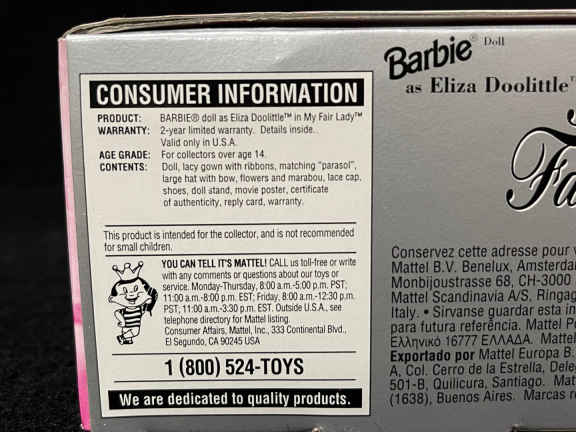 Barbie® Doll
as Eliza Doolittle™
CONSUMER INFORMATION
PRODUCT: BARBIE® doll as Eliza Doolittle™ in My Fair Lady™
WARRANTY: 2-year limited warranty. Details inside.
Valid only in U.S.A.
AGE GRADE: For collectors over age 14.
CONTENTS: Doll, lacy gown with ribbons, matching "parasol",
large hat with bow, flowers and marabou, lace cap,
shoes, doll stand, movie poster, certificate
of authenticity, reply card, warranty.
This product is intended for the collector, and is not recommended
for small children.
YOU CAN TELL IT'S MATTEL! CALL us toll-free or write
with any comments or questions about our toys or
service. Monday-Thursday, 8:00 a.m.-5:00 p.m. PST;
11:00 a.m.-8:00 p.m. EST; Friday, 8:00 a.m.-12:30 p.m.
PST; 11:00 a.m.-3:30 p.m. EST. Outside U.S.A., see
telephone directory for Mattel listing.
Consumer Affairs, Mattel, Inc., 333 Continental Blvd.,
El Segundo, CA 90245 USA
1 (800) 524-TOYS
We are dedicated to quality products.
Fa
Conservez cette adresse pour
Mattel B.V. Benelux, Amsterda
Monbijoustrasse 68, CH-3000
Mattel Scandinavia A/S, Ringa
Italy. • Sirvanse guardar esta in
para futura referência. Mattel P
Ελληνικό 16777 ΕΛΛΑΔΑ. Matte
Exportado por Mattel Europa B.
A, Col. Cerro de la Estrella, Dele
501-B, Quilicura, Santiago. Mat
(1638), Buenos Aires. Marcas r